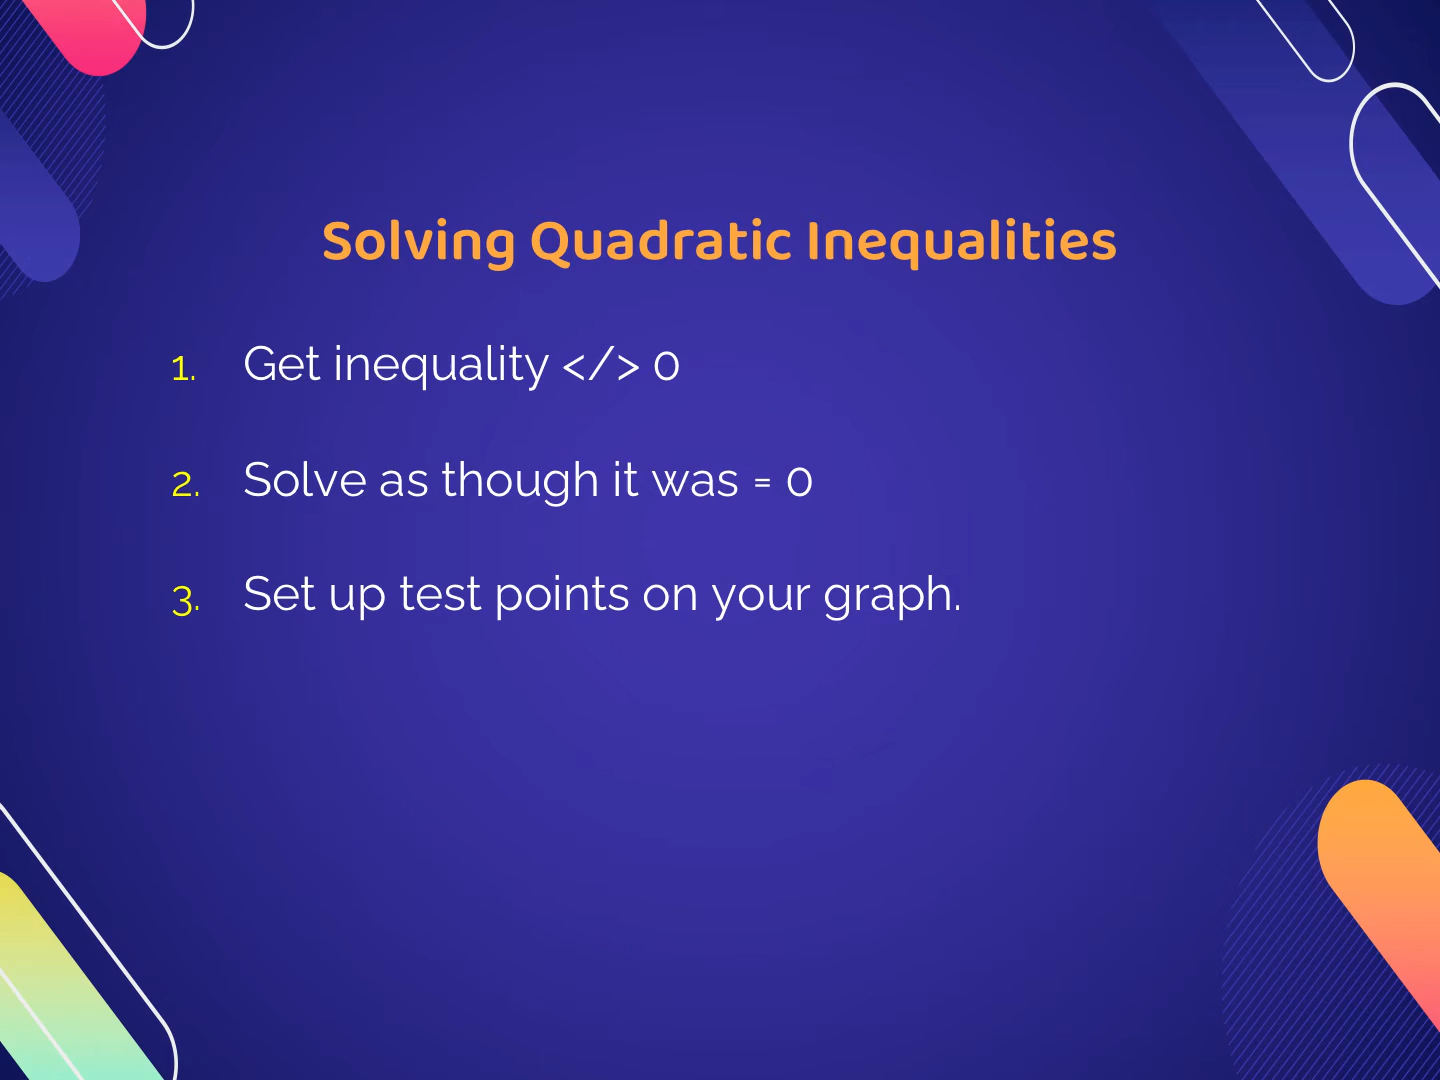 Solving Quadratic Inequalities
1. Get inequality </> 0
2. Solve as though it was = 0
3. Set up test points on your graph.